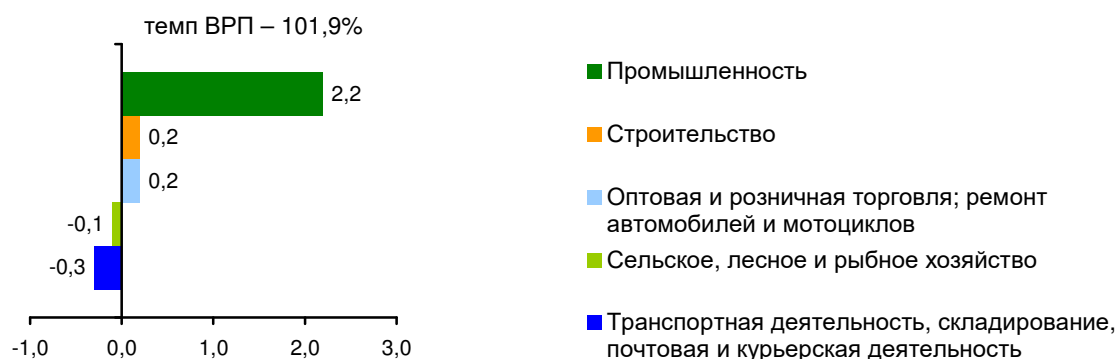 темп ВРП – 101,9%
2,2
0,2
0,2
-0,1
-0,3
-1,0 0,0 1,0 2,0 3,0
Промышленность
Строительство
Оптовая и розничная торговля; ремонт
автомобилей и мотоциклов
Сельское, лесное и рыбное хозяйство
Транспортная деятельность, складирование,
почтовая и курьерская деятельность